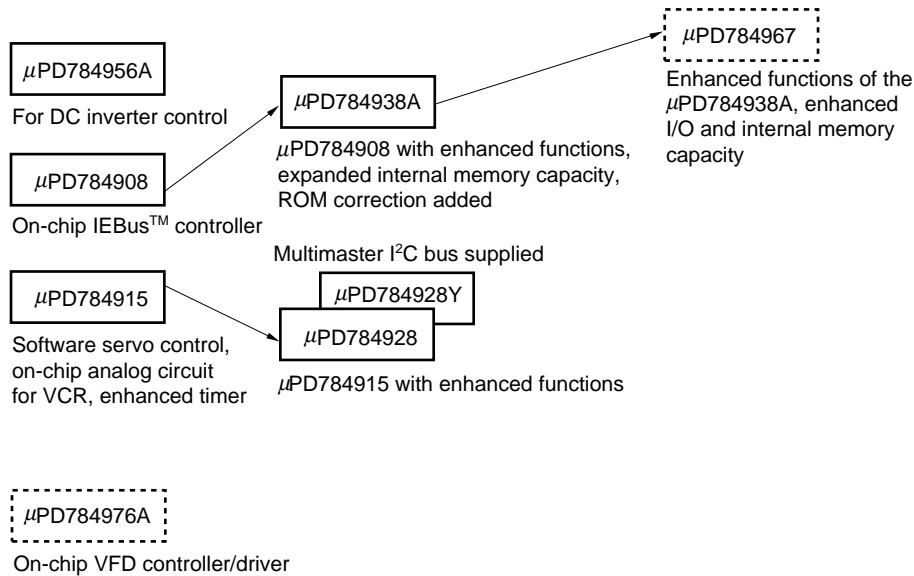 μPD784956A
For DC inverter control
μPD784908
On-chip IEBus™ controller
μPD784938A
μPD784908 with enhanced functions,
expanded internal memory capacity,
ROM correction added
μPD784967
Enhanced functions of the
μPD784938A, enhanced
I/O and internal memory
capacity
μPD784915
Software servo control,
on-chip analog circuit
for VCR, enhanced timer
Multimaster I²C bus supplied
μPD784928Y
μPD784928
μPD784915 with enhanced functions
μPD784976A
On-chip VFD controller/driver